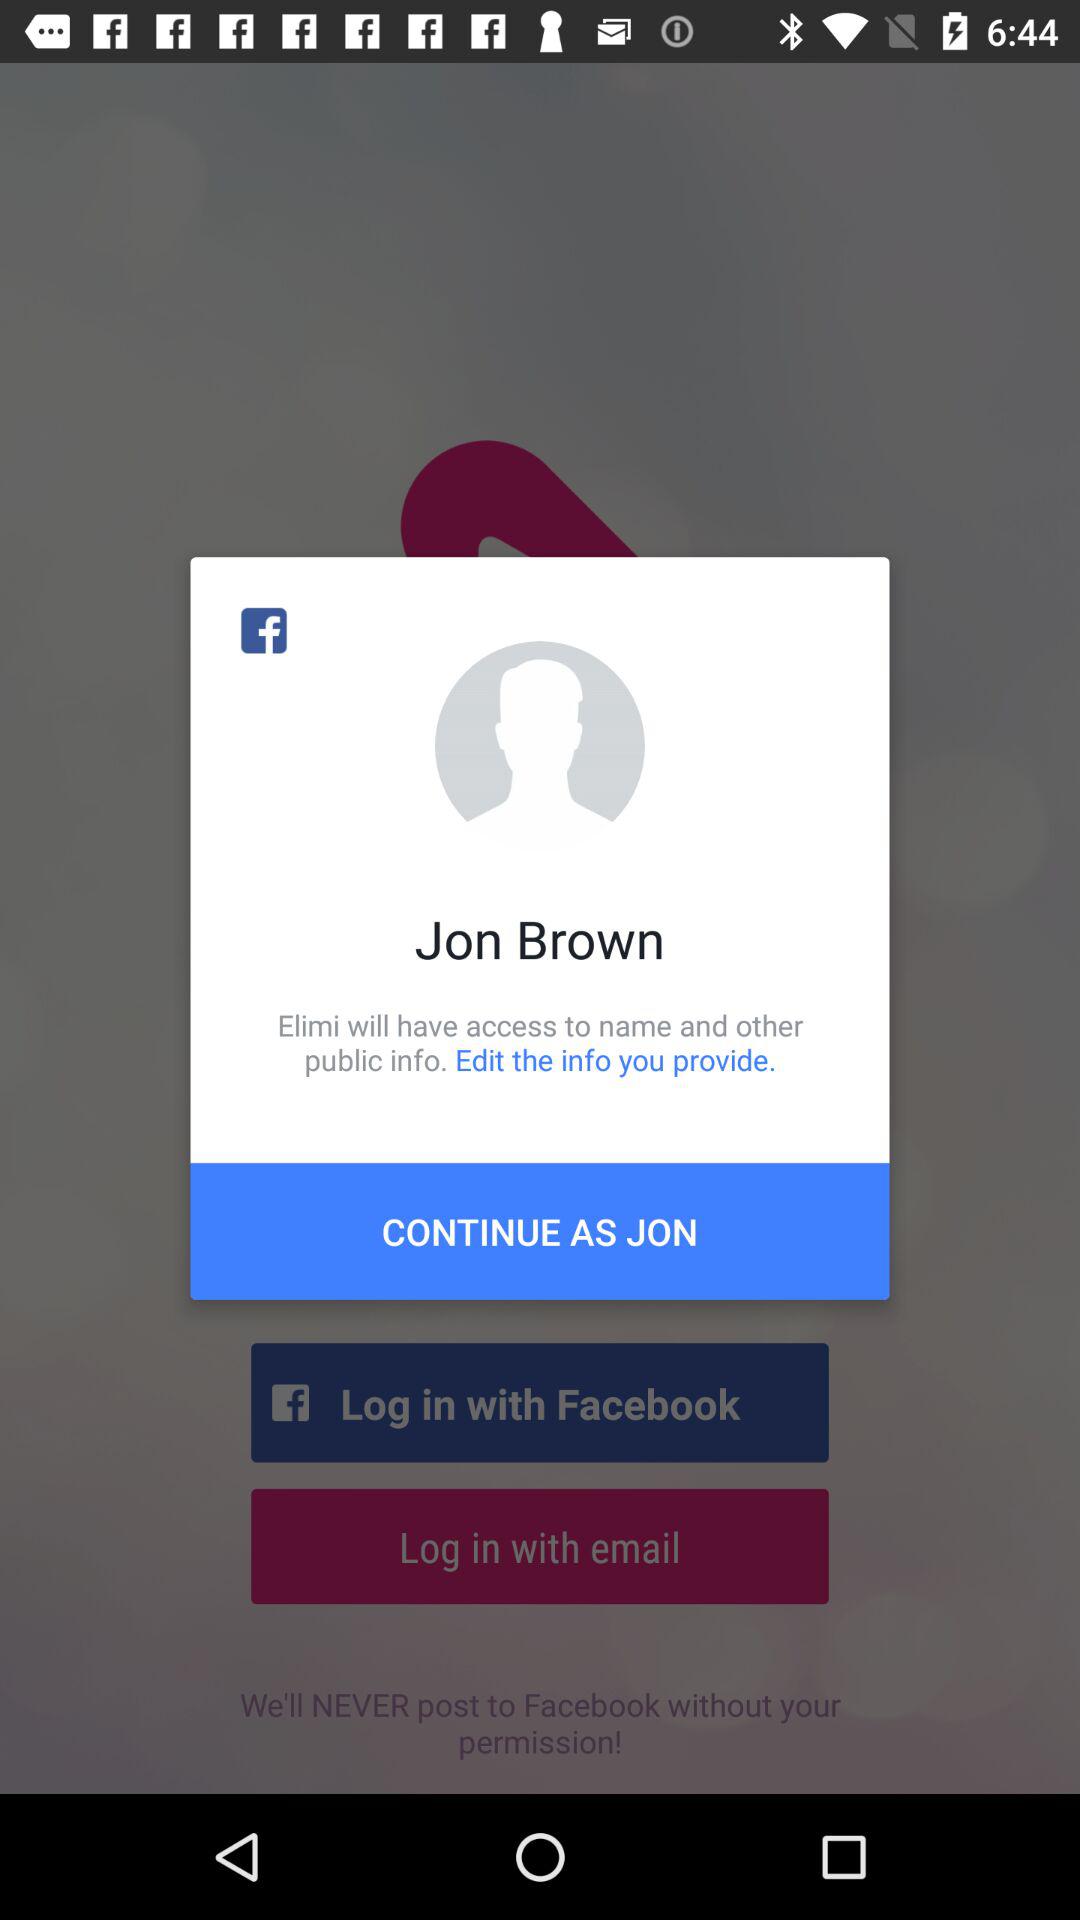 6:44
Jon Brown
Elimi will have access to name and other
public info. Edit the info you provide.
CONTINUE AS JON
Log in with Facebook
Log in with email
We'll NEVER post to Facebook without your
permission!